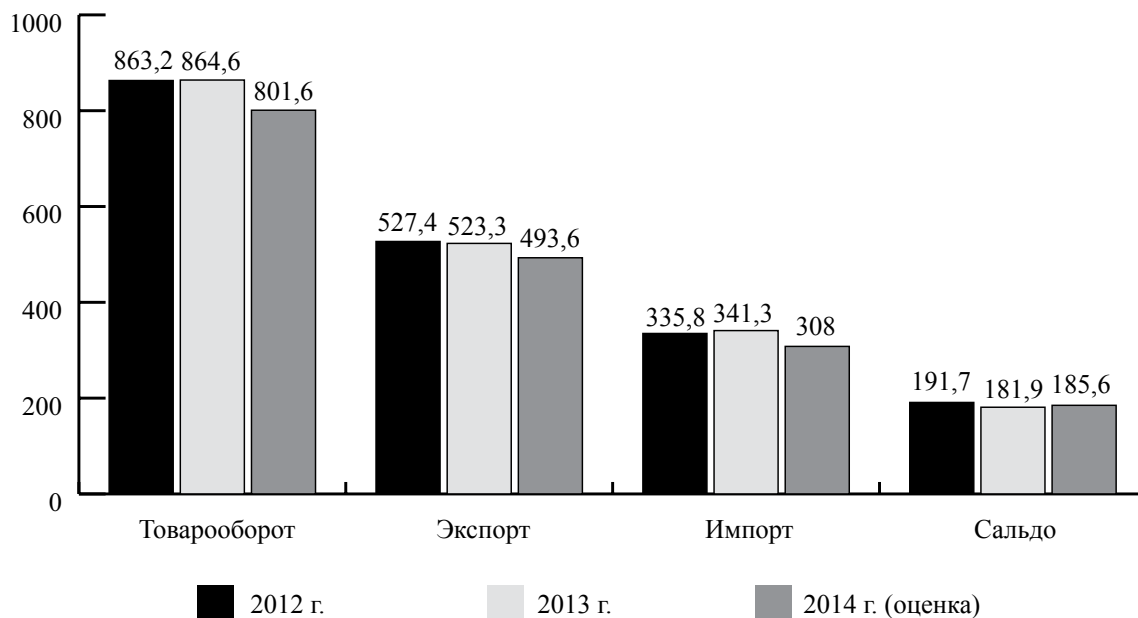 1000
863,2 864,6
801,6
800
600
527,4 523,3 493,6
400
335,8 341,3 308
200
191,7 181,9 185,6
0
Товарооборот Экспорт Импорт Сальдо
2012 г. 2013 г. 2014 г. (оценка)